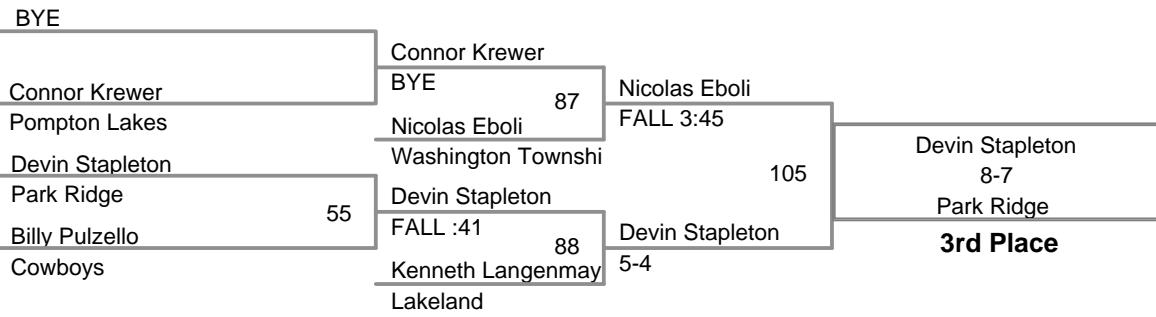 BYE
Connor Krewer
Pompton Lakes
Devin Stapleton
Park Ridge
55
Billy Pulzello
Cowboys
Connor Krewer
BYE
87
Nicolas Eboli
Washington Townshi
Devin Stapleton
FALL :41
88
Kenneth Langenmay
Lakeland
Nicolas Eboli
FALL 3:45
105
Devin Stapleton
5-4
Devin Stapleton
8-7
Park Ridge
3rd Place